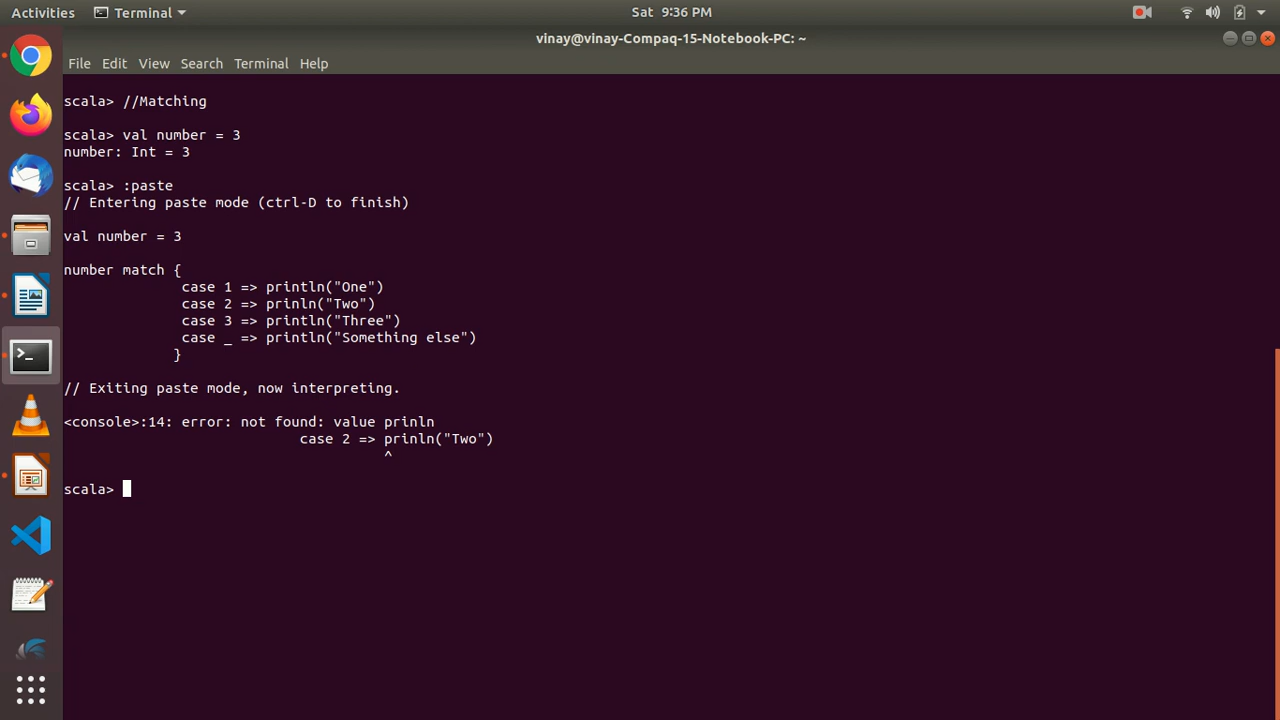 Activities Terminal Sat 9:36 PM
vinay@vinay-Compaq-15-Notebook-PC: ~
File Edit View Search Terminal Help
scala> //Matching
scala> val number = 3
number: Int = 3
scala> :paste
// Entering paste mode (ctrl-D to finish)
val number = 3
number match {
case 1 => println("One")
case 2 => prinln("Two")
case 3 => println("Three")
case _ => println("Something else")
}
// Exiting paste mode, now interpreting.
<console>:14: error: not found: value prinln
case 2 => prinln("Two")
^
scala>